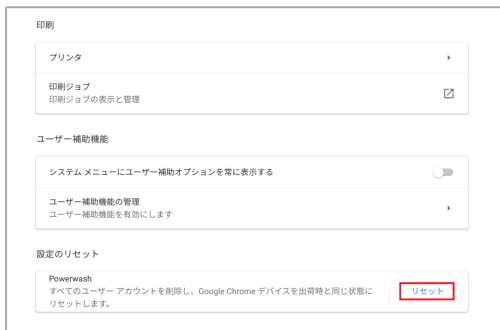 印刷
プリンタ
印刷ジョブ
印刷ジョブの表示と管理
ユーザー補助機能
システム メニューにユーザー補助オプションを常に表示する
ユーザー補助機能の管理
ユーザー補助機能を有効にします
設定のリセット
Powerwash
すべてのユーザー アカウントを削除し、Google Chrome デバイスを出荷時と同じ状態に
リセットします。
リセット